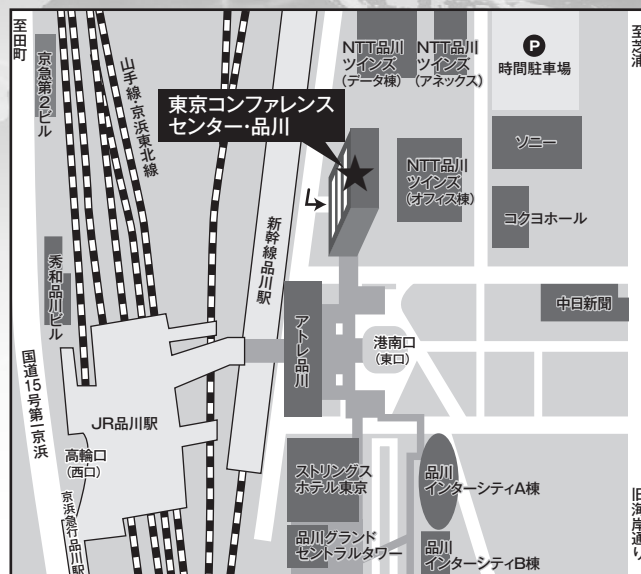 至田町
京急第2ビル
山手線・京浜東北線
NTT品川
ツインズ
(データ棟)
NTT品川
ツインズ
(アネックス)
P
時間駐車場
至芝浦
東京コンファレンス
センター・品川
NTT品川
ツインズ
(オフィス棟)
ソニー
コクヨホール
新幹線品川駅
秀和品川ビル
中日新聞
アトレ品川
港南口
(東口)
国道15号第一京浜
JR品川駅
高輪口
(西口)
京浜急行品川駅
ストリングス
ホテル東京
品川
インターシティA棟
品川グランド
セントラルタワー
品川
インターシティB棟
旧海岸通り